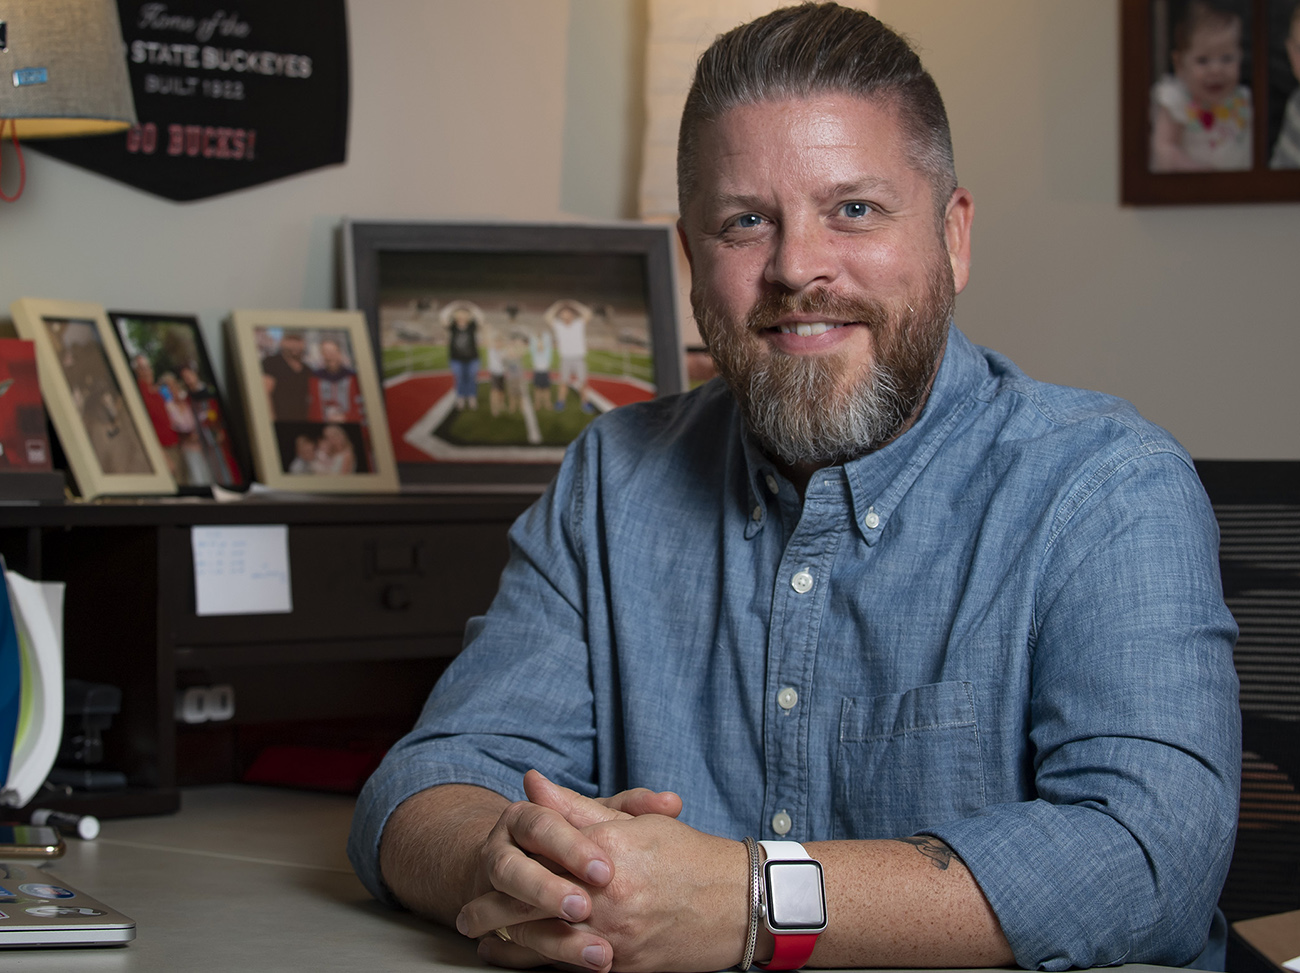 Home of the
STATE BUCKEYES
BUILT 1922
GO BUCKS!